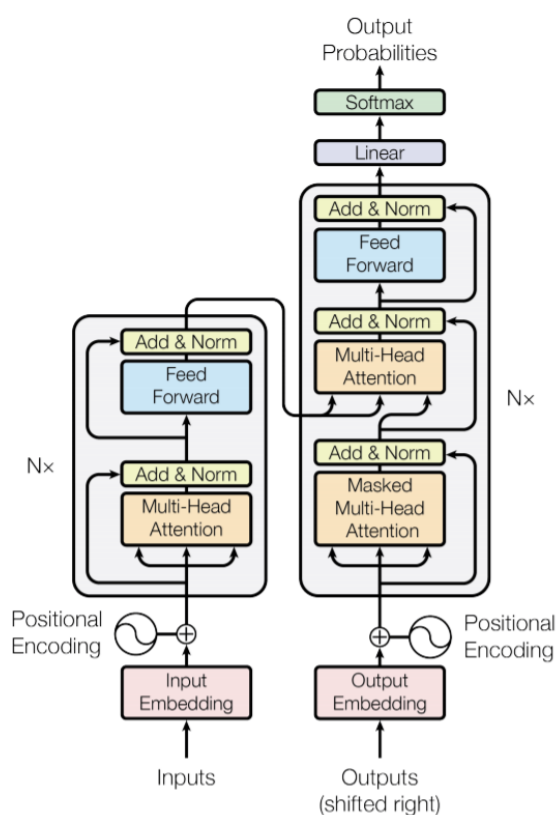 Output
Probabilities
Softmax
Linear
Add & Norm
Feed
Forward
Add & Norm
Multi-Head
Attention
Add & Norm
Masked
Multi-Head
Attention
N×
Add & Norm
Feed
Forward
N×
Add & Norm
Multi-Head
Attention
Positional
Encoding
Positional
Encoding
Input
Embedding
Output
Embedding
Inputs
Outputs
(shifted right)